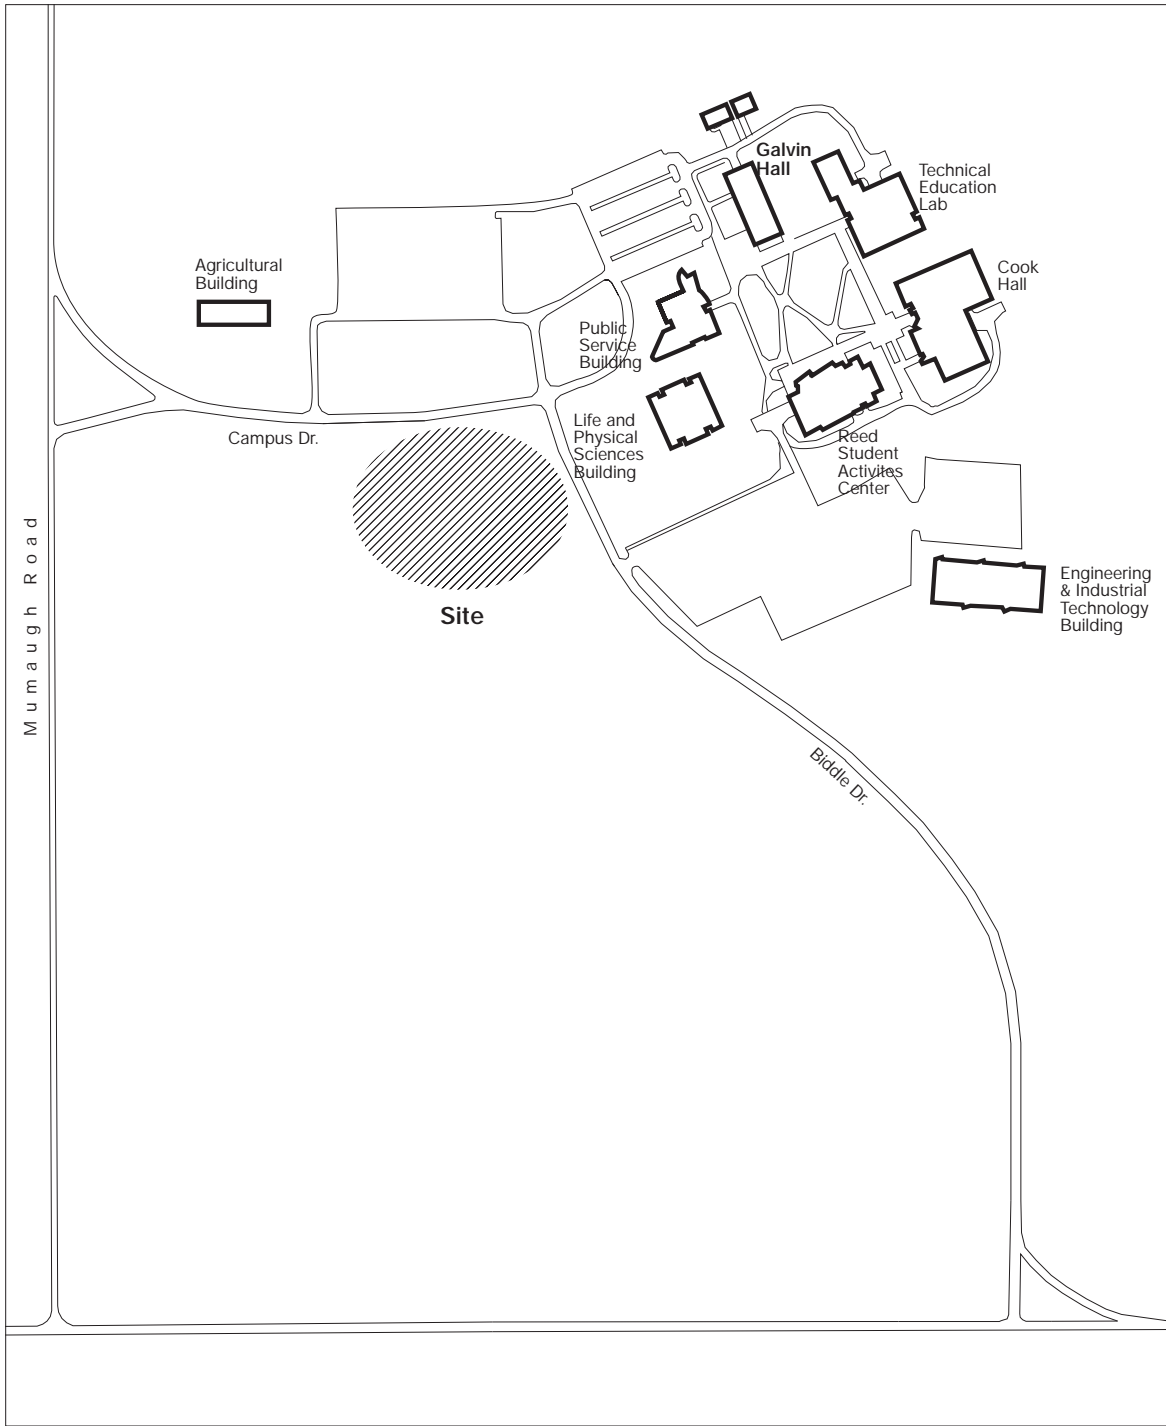 Galvin
Hall
Technical
Education
Lab
Agricultural
Building
Cook
Hall
Public
Service
Building
Life and
Physical
Sciences
Building
Campus Dr.
Reed
Student
Activites
Center
Mumaugh Road
Site
Engineering
& Industrial
Technology
Building
Biddle Dr.